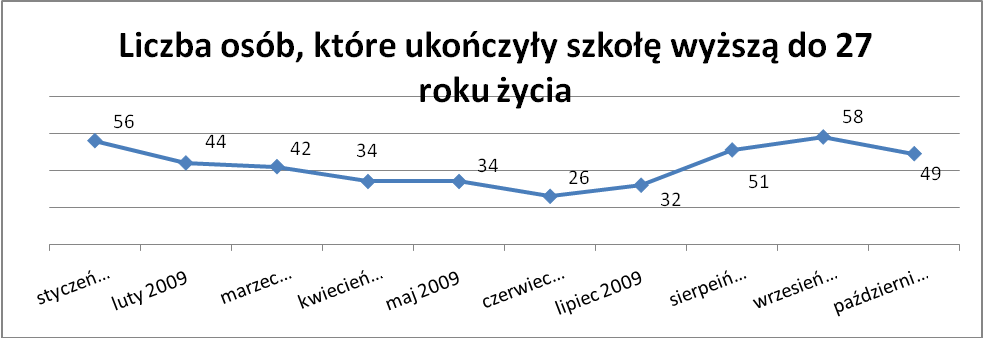 Liczba osób, które ukończyły szkołę wyższą do 27
roku życia
56
44
42
34
34
26
32
51
58
49
styczeń...
luty 2009
marzec...
kwiecień...
maj 2009
czerwiec...
lipiec 2009
sierpeiń...
wrzesień...
październi...